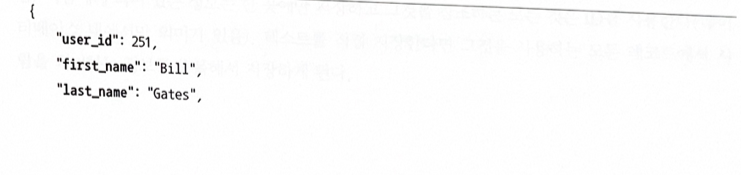 {
"user_id": 251,
"first_name": "Bill",
"last_name": "Gates",